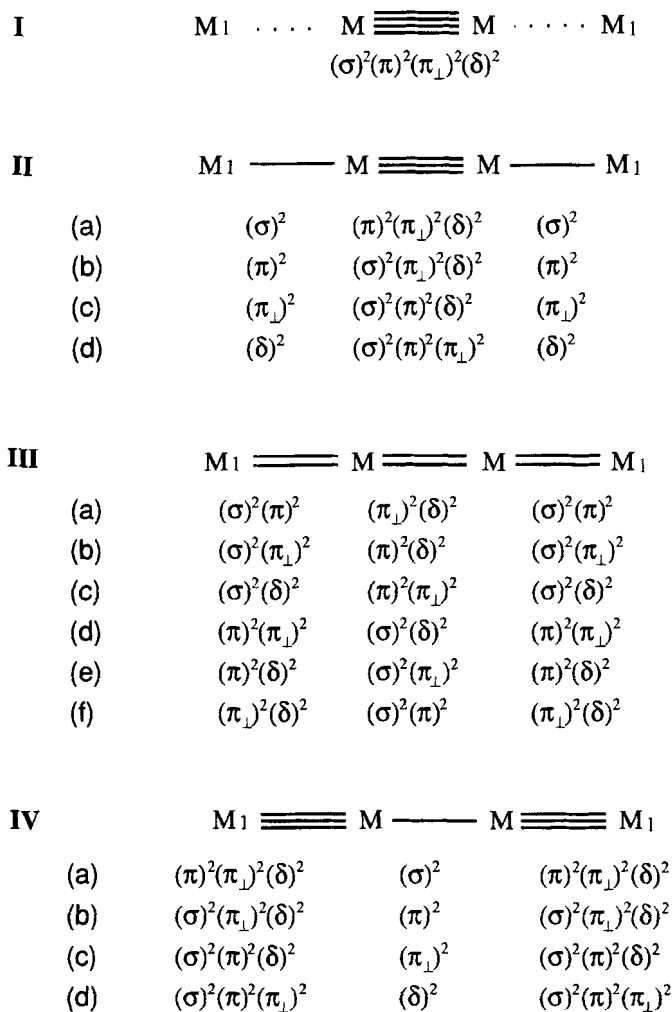 I M₁ · · · · M ≣ M · · · · · M₁
(σ)²(π)²(π⊥)²(δ)²
II M₁ — M ≡ M — M₁
(a) (σ)² (π)²(π⊥)²(δ)² (σ)²
(b) (π)² (σ)²(π⊥)²(δ)² (π)²
(c) (π⊥)² (σ)²(π)²(δ)² (π⊥)²
(d) (δ)² (σ)²(π)²(π⊥)² (δ)²
III M₁ = M = M = M₁
(a) (σ)²(π)² (π⊥)²(δ)² (σ)²(π)²
(b) (σ)²(π⊥)² (π)²(δ)² (σ)²(π⊥)²
(c) (σ)²(δ)² (π)²(π⊥)² (σ)²(δ)²
(d) (π)²(π⊥)² (σ)²(δ)² (π)²(π⊥)²
(e) (π)²(δ)² (σ)²(π⊥)² (π)²(δ)²
(f) (π⊥)²(δ)² (σ)²(π)² (π⊥)²(δ)²
IV M₁ ≡ M — M ≡ M₁
(a) (π)²(π⊥)²(δ)² (σ)² (π)²(π⊥)²(δ)²
(b) (σ)²(π⊥)²(δ)² (π)² (σ)²(π⊥)²(δ)²
(c) (σ)²(π)²(δ)² (π⊥)² (σ)²(π)²(δ)²
(d) (σ)²(π)²(π⊥)² (δ)² (σ)²(π)²(π⊥)²